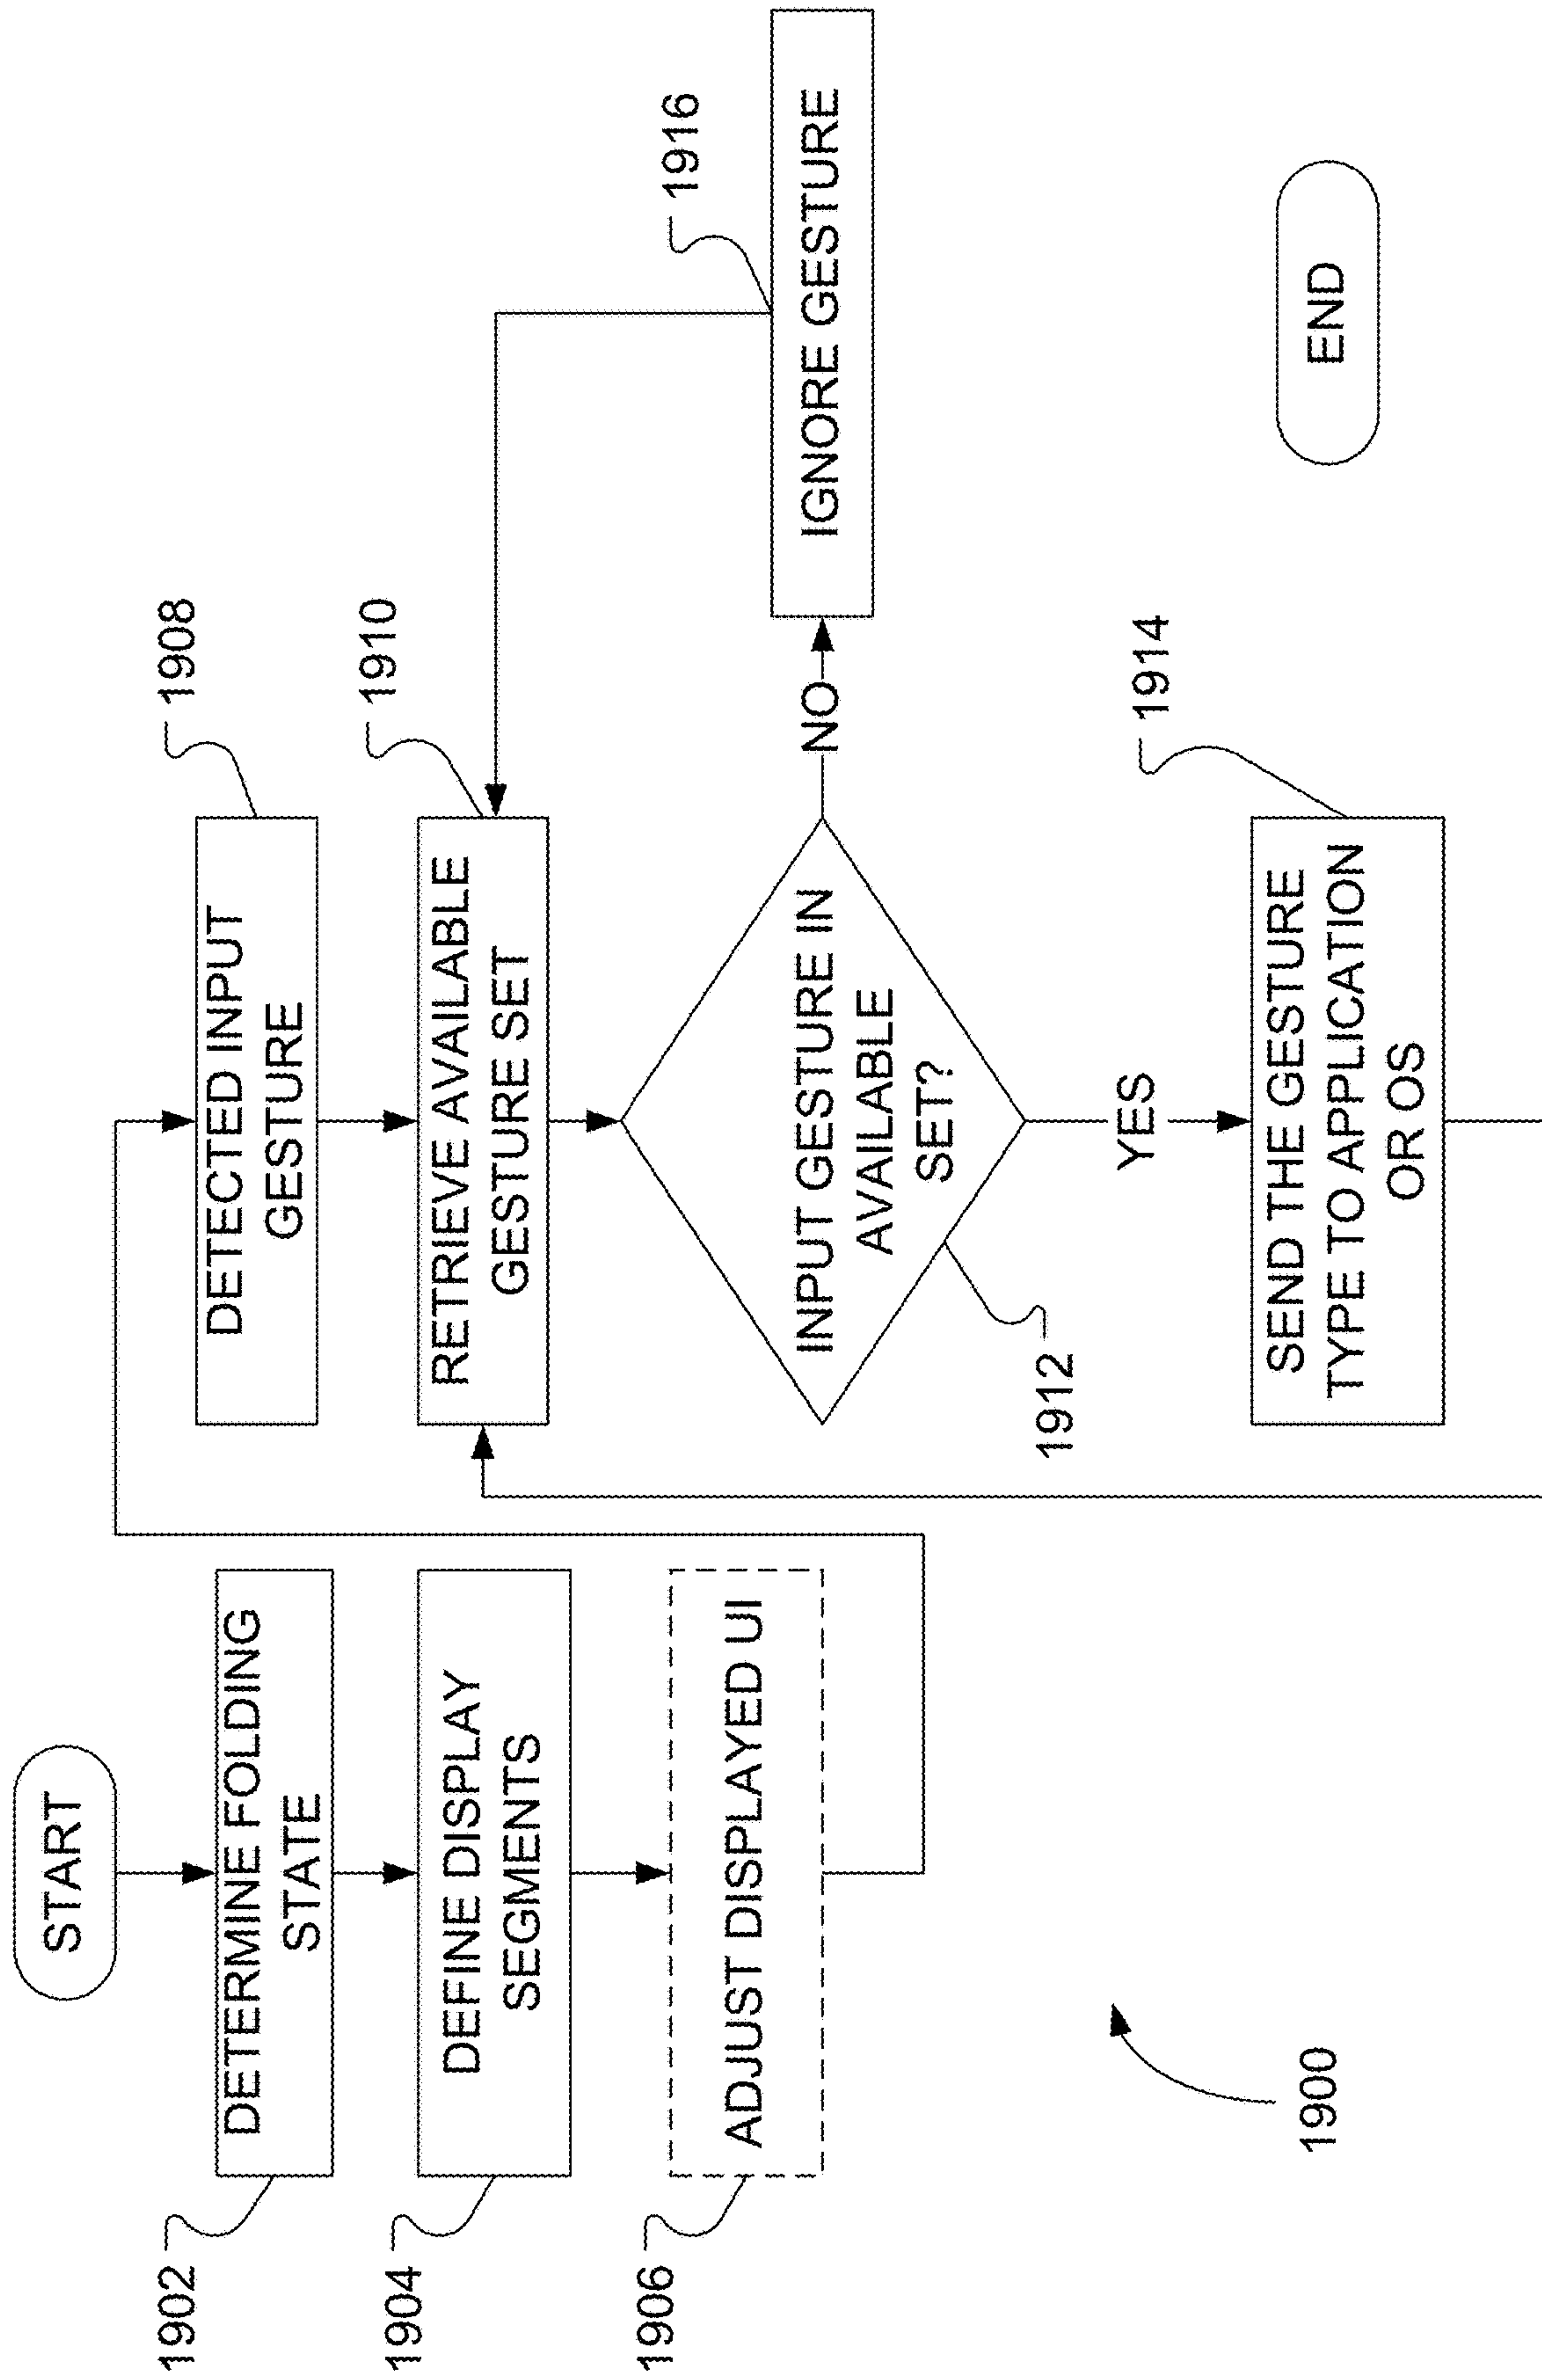 START
1902
DETERMINE FOLDING
STATE
1904
DEFINE DISPLAY
SEGMENTS
1906
ADJUST DISPLAYED UI
1900
1908
DETECTED INPUT
GESTURE
1910
RETRIEVE AVAILABLE
GESTURE SET
INPUT GESTURE IN
AVAILABLE
SET?
1912
NO
1916
IGNORE GESTURE
YES
1914
SEND THE GESTURE
TYPE TO APPLICATION
OR OS
END